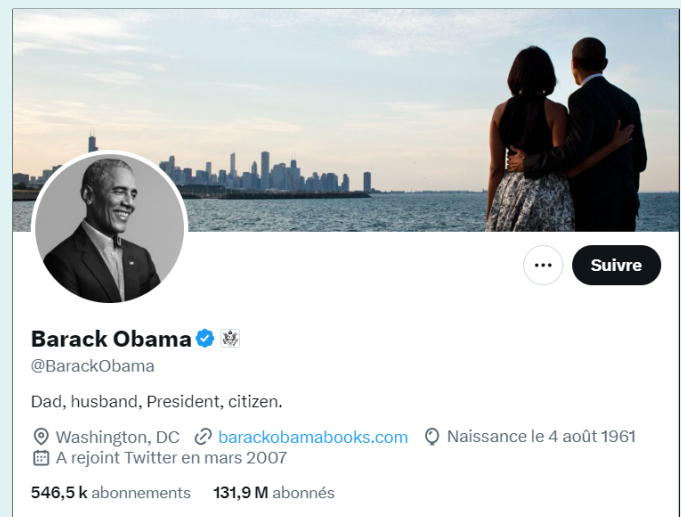 Suivre
Barack Obama
@BarackObama
Dad, husband, President, citizen.
Washington, DC barackobamabooks.com Naissance le 4 août 1961
A rejoint Twitter en mars 2007
546,5 k abonnements 131,9 M abonnés